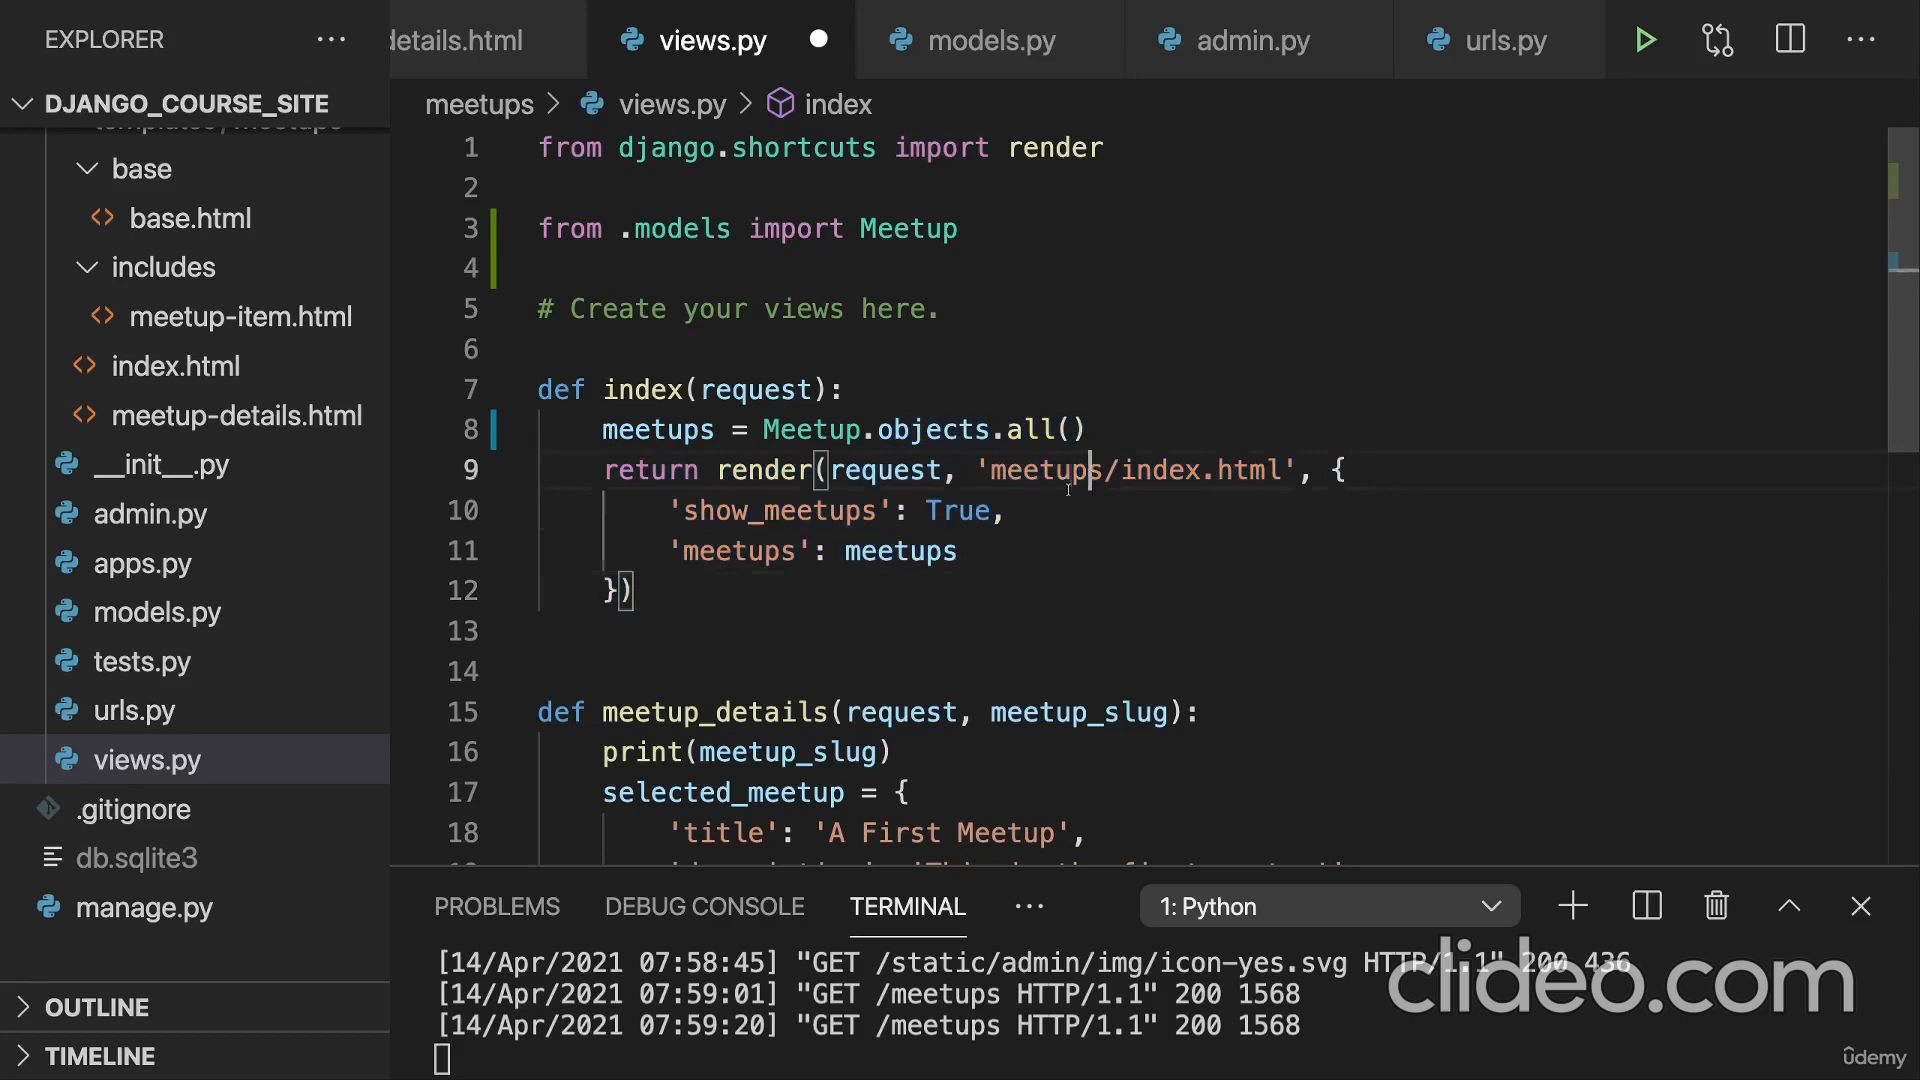 EXPLORER ···
details.html views.py models.py admin.py urls.py ···
DJANGO_COURSE_SITE
meetups > views.py > index
base
base.html
includes
meetup-item.html
index.html
meetup-details.html
__init__.py
admin.py
apps.py
models.py
tests.py
urls.py
views.py
.gitignore
db.sqlite3
manage.py
OUTLINE
TIMELINE
1 from django.shortcuts import render
2
3 from .models import Meetup
4
5 # Create your views here.
6
7 def index(request):
8 meetups = Meetup.objects.all()
9 return render(request, 'meetups/index.html', {
10 'show_meetups': True,
11 'meetups': meetups
12 })
13
14
15 def meetup_details(request, meetup_slug):
16 print(meetup_slug)
17 selected_meetup = {
18 'title': 'A First Meetup',
PROBLEMS DEBUG CONSOLE TERMINAL ··· 1: Python
[14/Apr/2021 07:58:45] "GET /static/admin/img/icon-yes.svg HTTP/1.1" 200 436
[14/Apr/2021 07:59:01] "GET /meetups HTTP/1.1" 200 1568
[14/Apr/2021 07:59:20] "GET /meetups HTTP/1.1" 200 1568
clideo.com
ûdemy